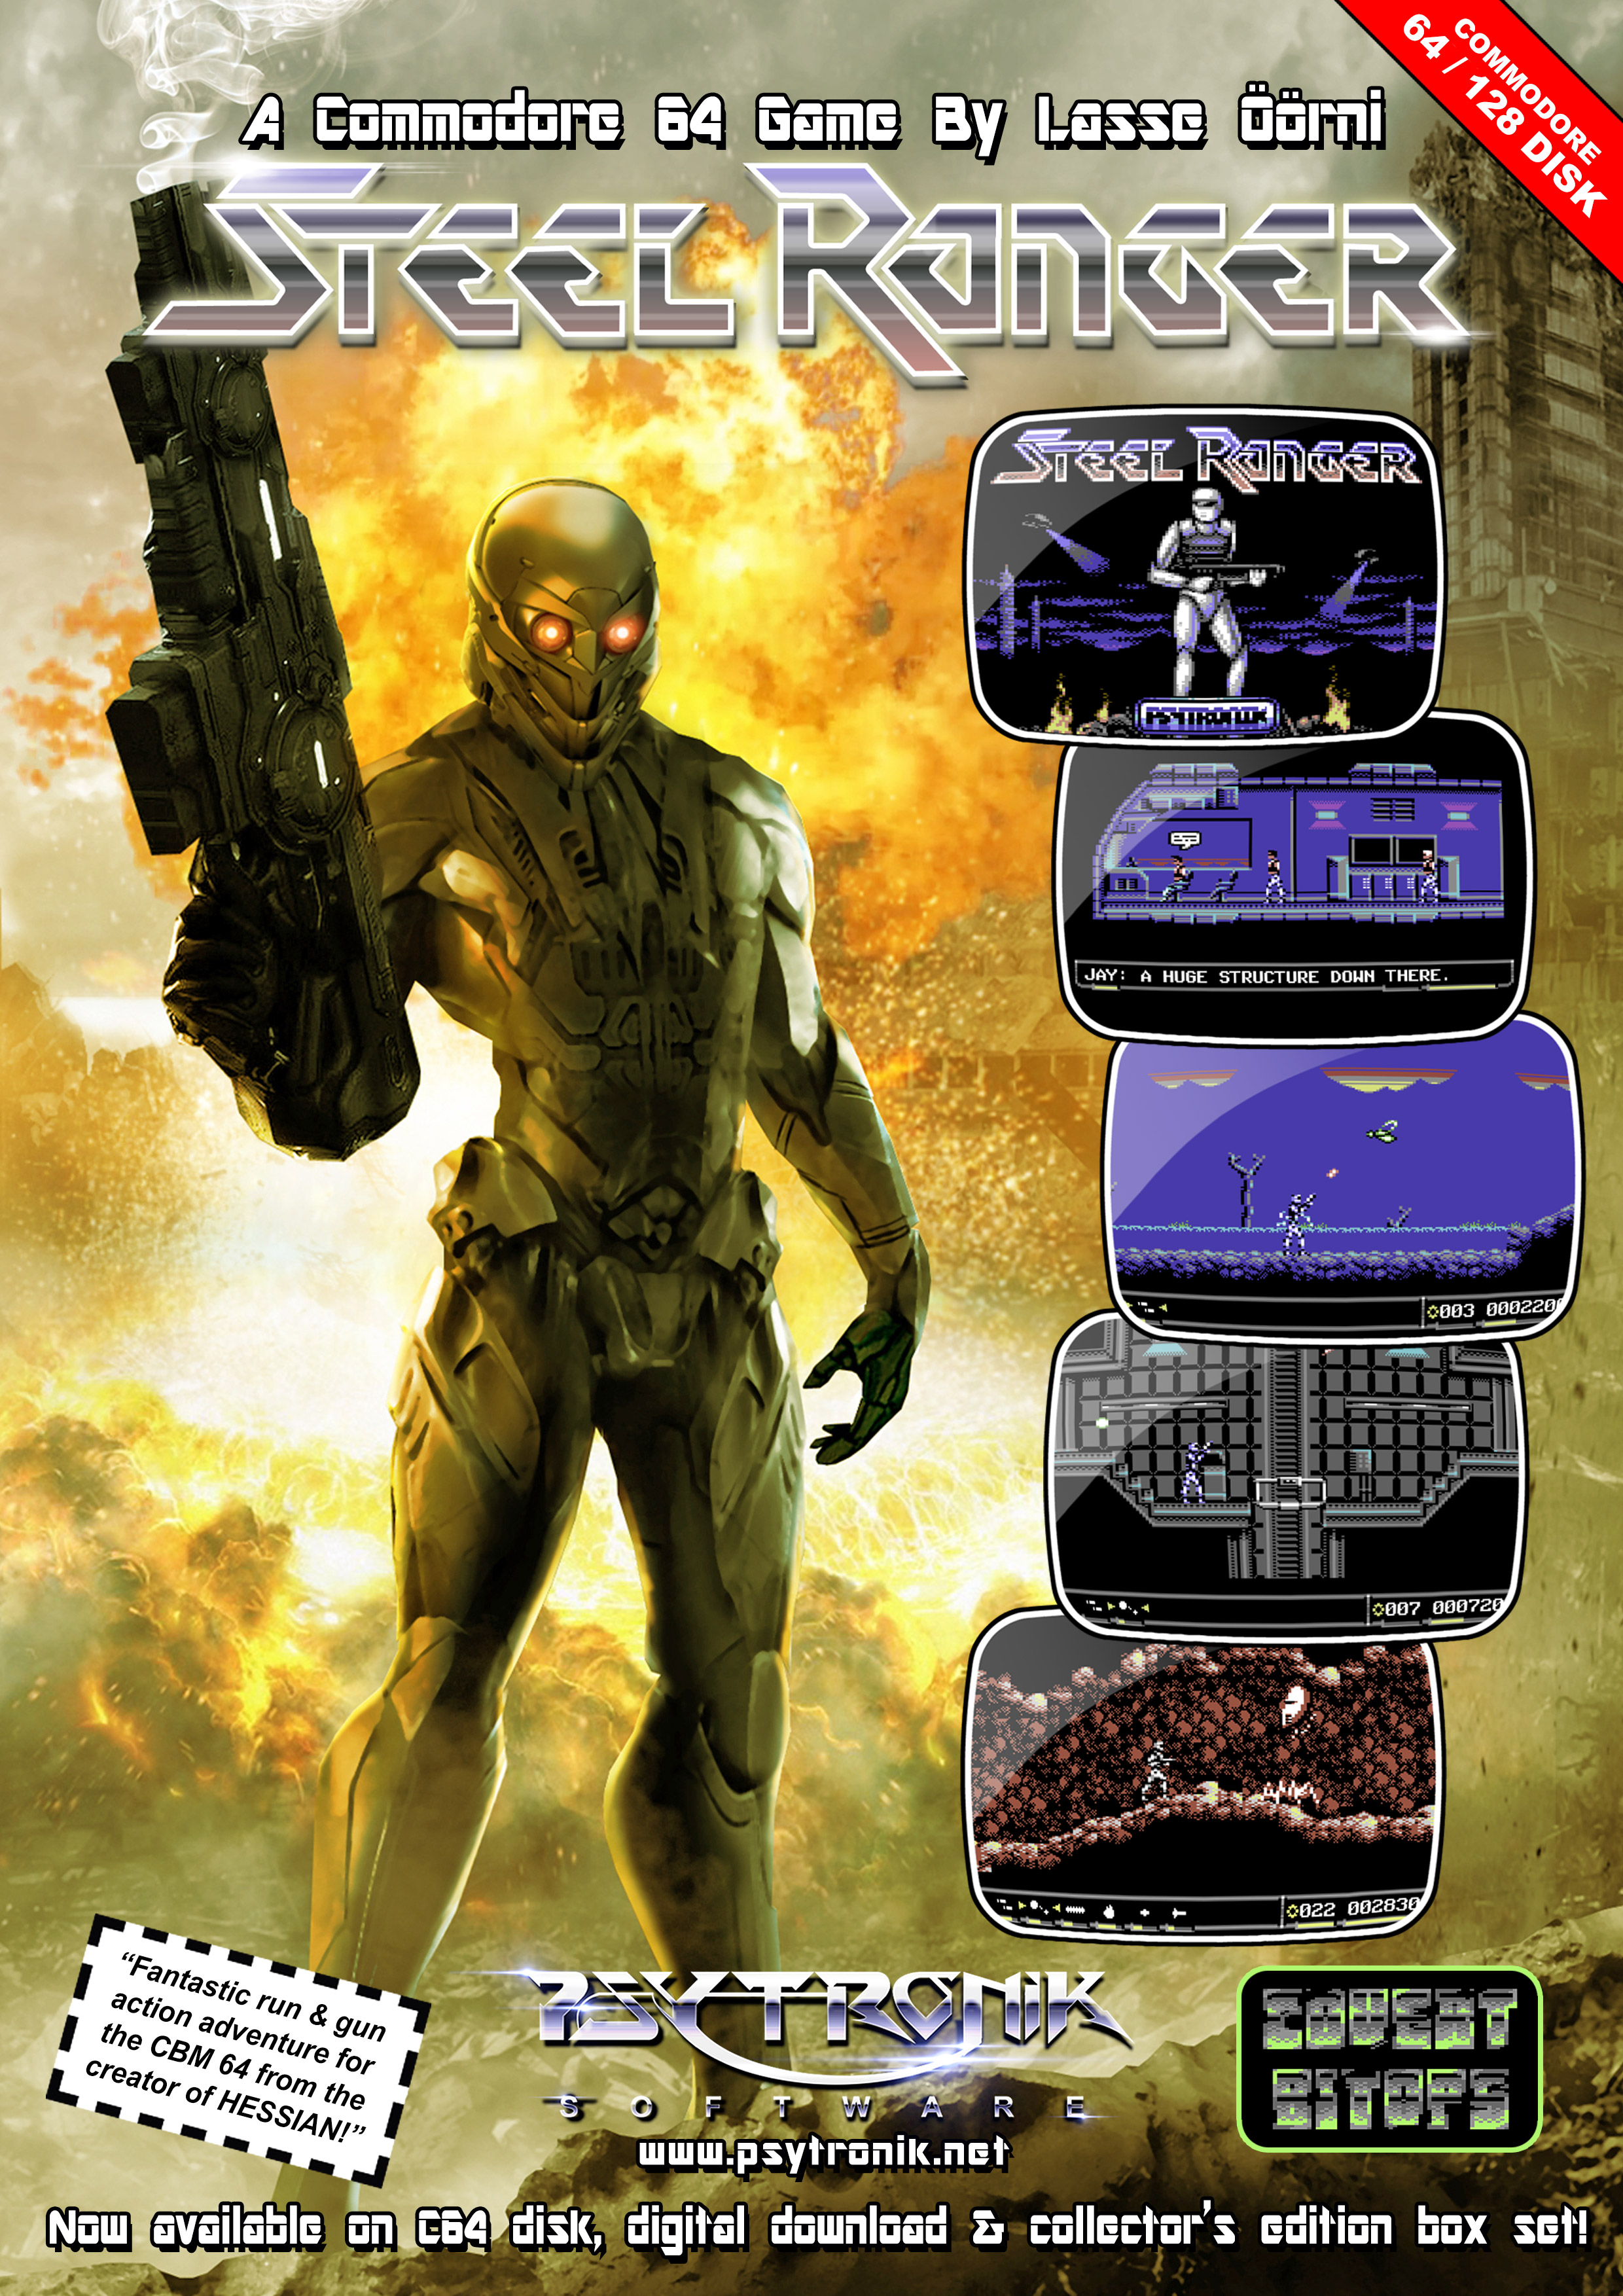 COMMODORE
64 / 128 DISK
A Commodore 64 Game By Lasse Öörni
STEEL RANGER
STEEL RANGER
PSYTRONIK
JAY: A HUGE STRUCTURE DOWN THERE.
003 0002200
007 000720
022 002830
“Fantastic run & gun
action adventure for
the CBM 64 from the
creator of HESSIAN!”
PSYTRONIK
SOFTWARE
www.psytronik.net
COVERT
BITOPS
Now available on C64 disk, digital download & collector's edition box set!